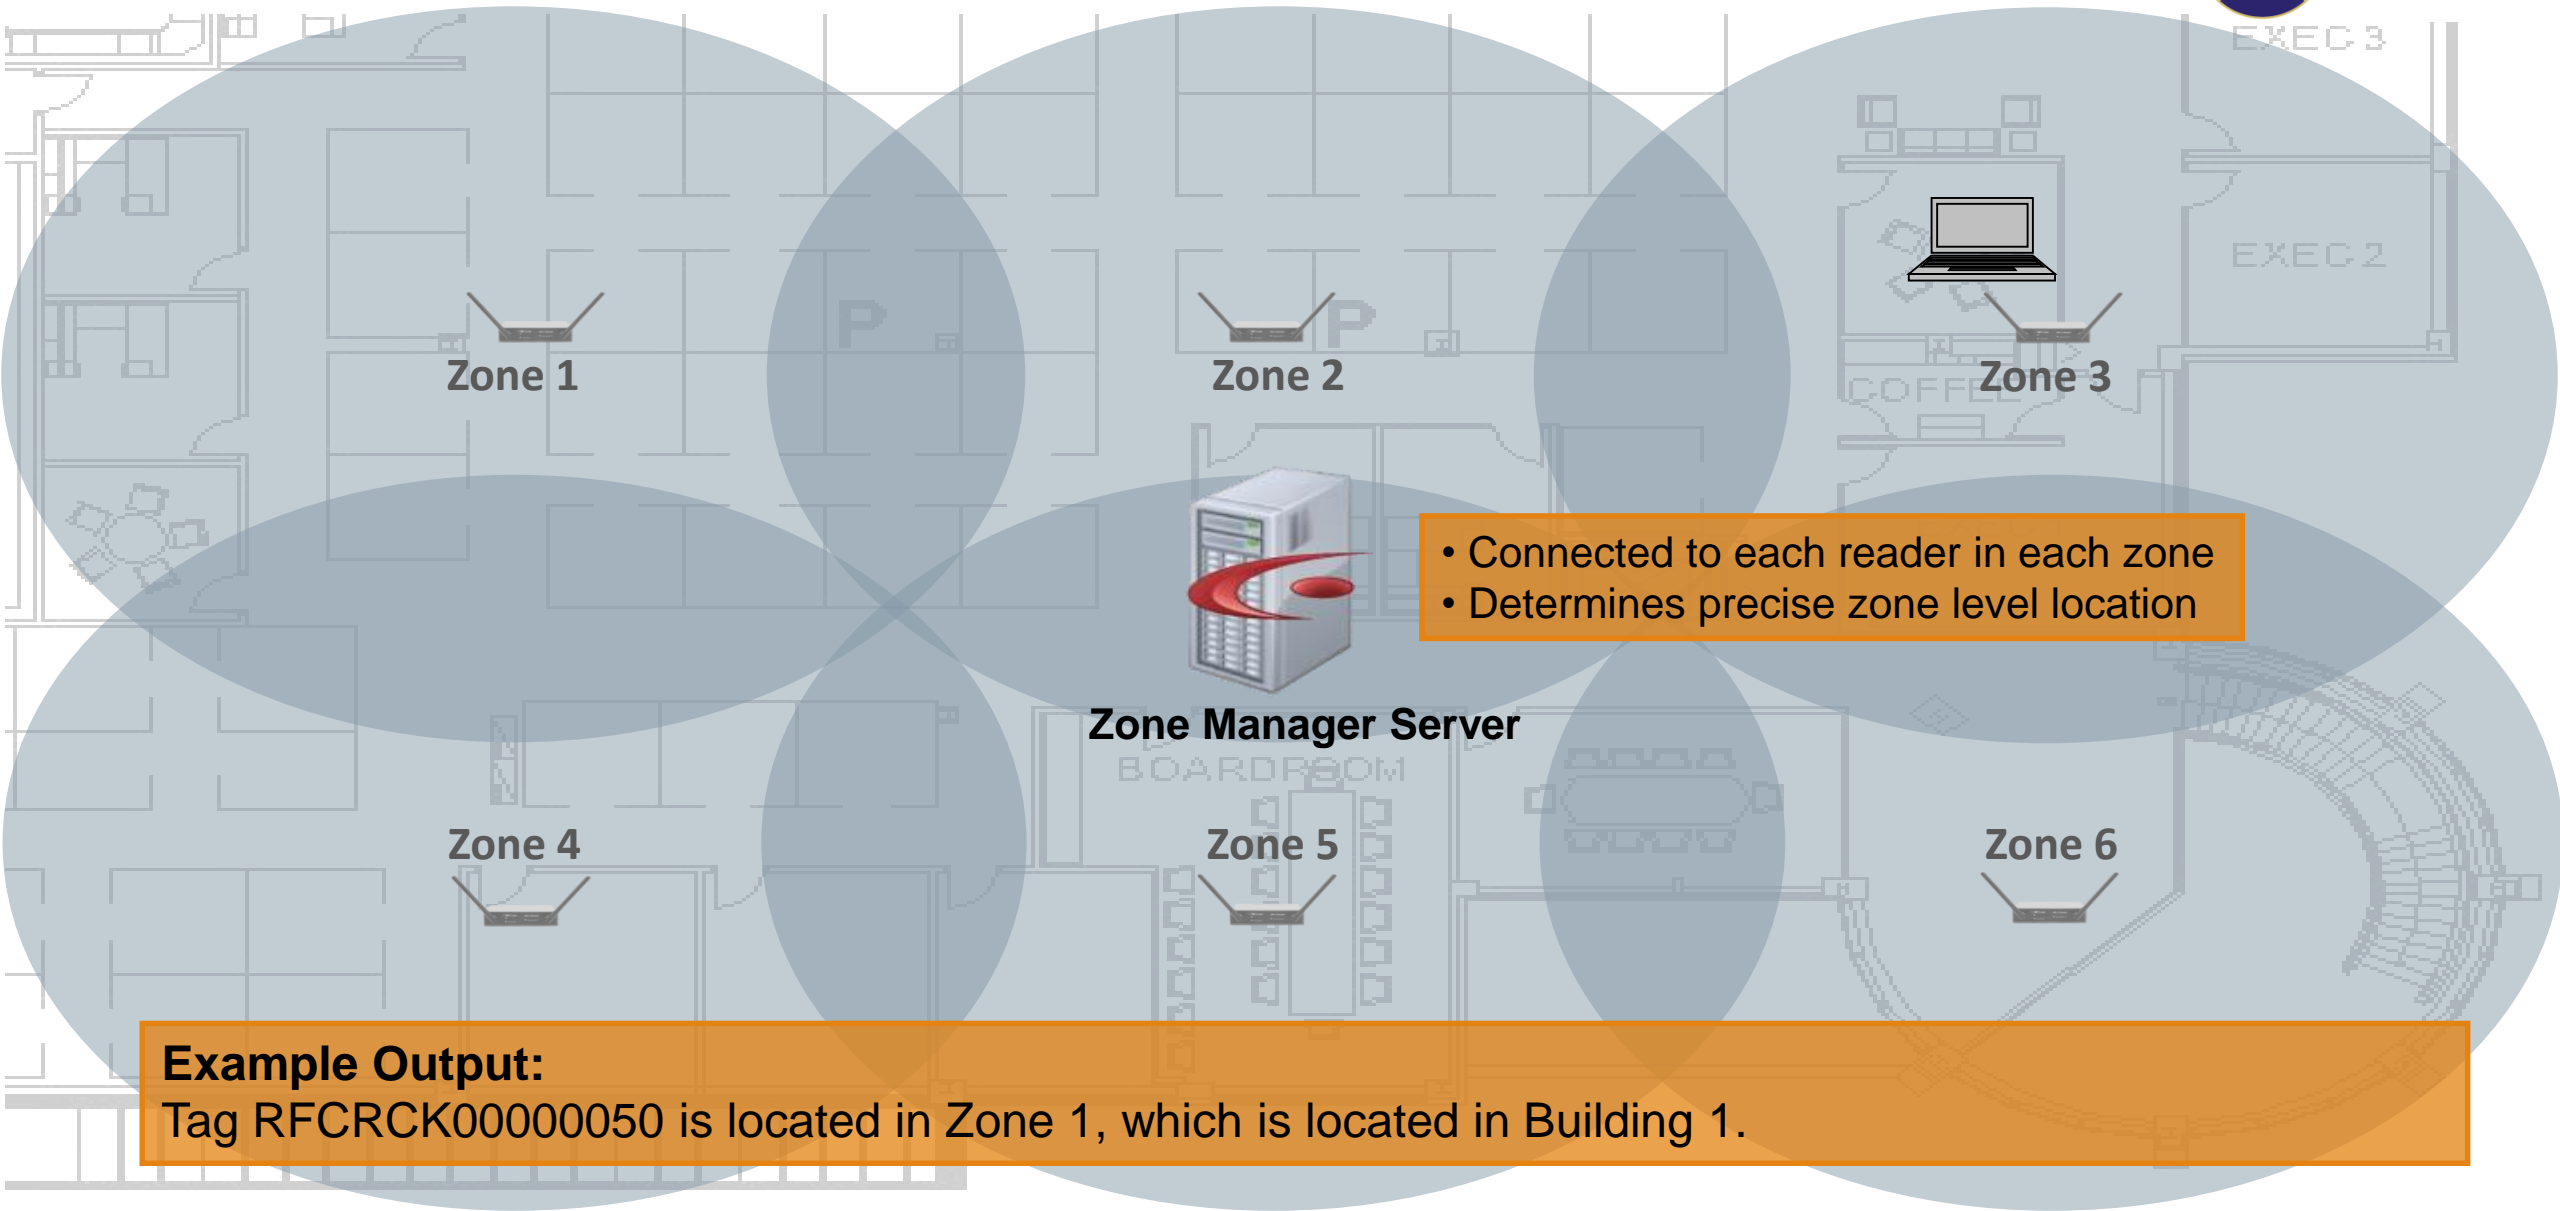 EXEC 3
EXEC 2
P
P
Zone 1
Zone 2
Zone 3
COFFEE
• Connected to each reader in each zone
• Determines precise zone level location
Zone Manager Server
BOARDROOM
Zone 4
Zone 5
Zone 6
Example Output:
Tag RFCRCK00000050 is located in Zone 1, which is located in Building 1.